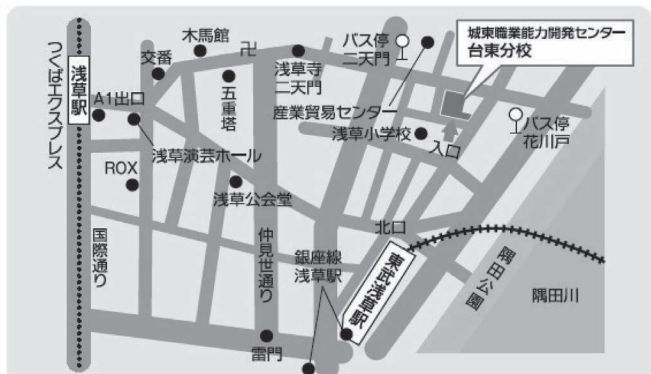 木馬館
卍
バス停
二天門
城東職業能力開発センター
台東分校
交番
浅草駅
つくばエクスプレス
A1出口
五重塔
浅草寺
二天門
産業貿易センター
浅草小学校
入口
バス停
花川戸
浅草演芸ホール
ROX
浅草公会堂
北口
国際通り
仲見世通り
銀座線
浅草駅
東武浅草駅
隅田公園
隅田川
雷門